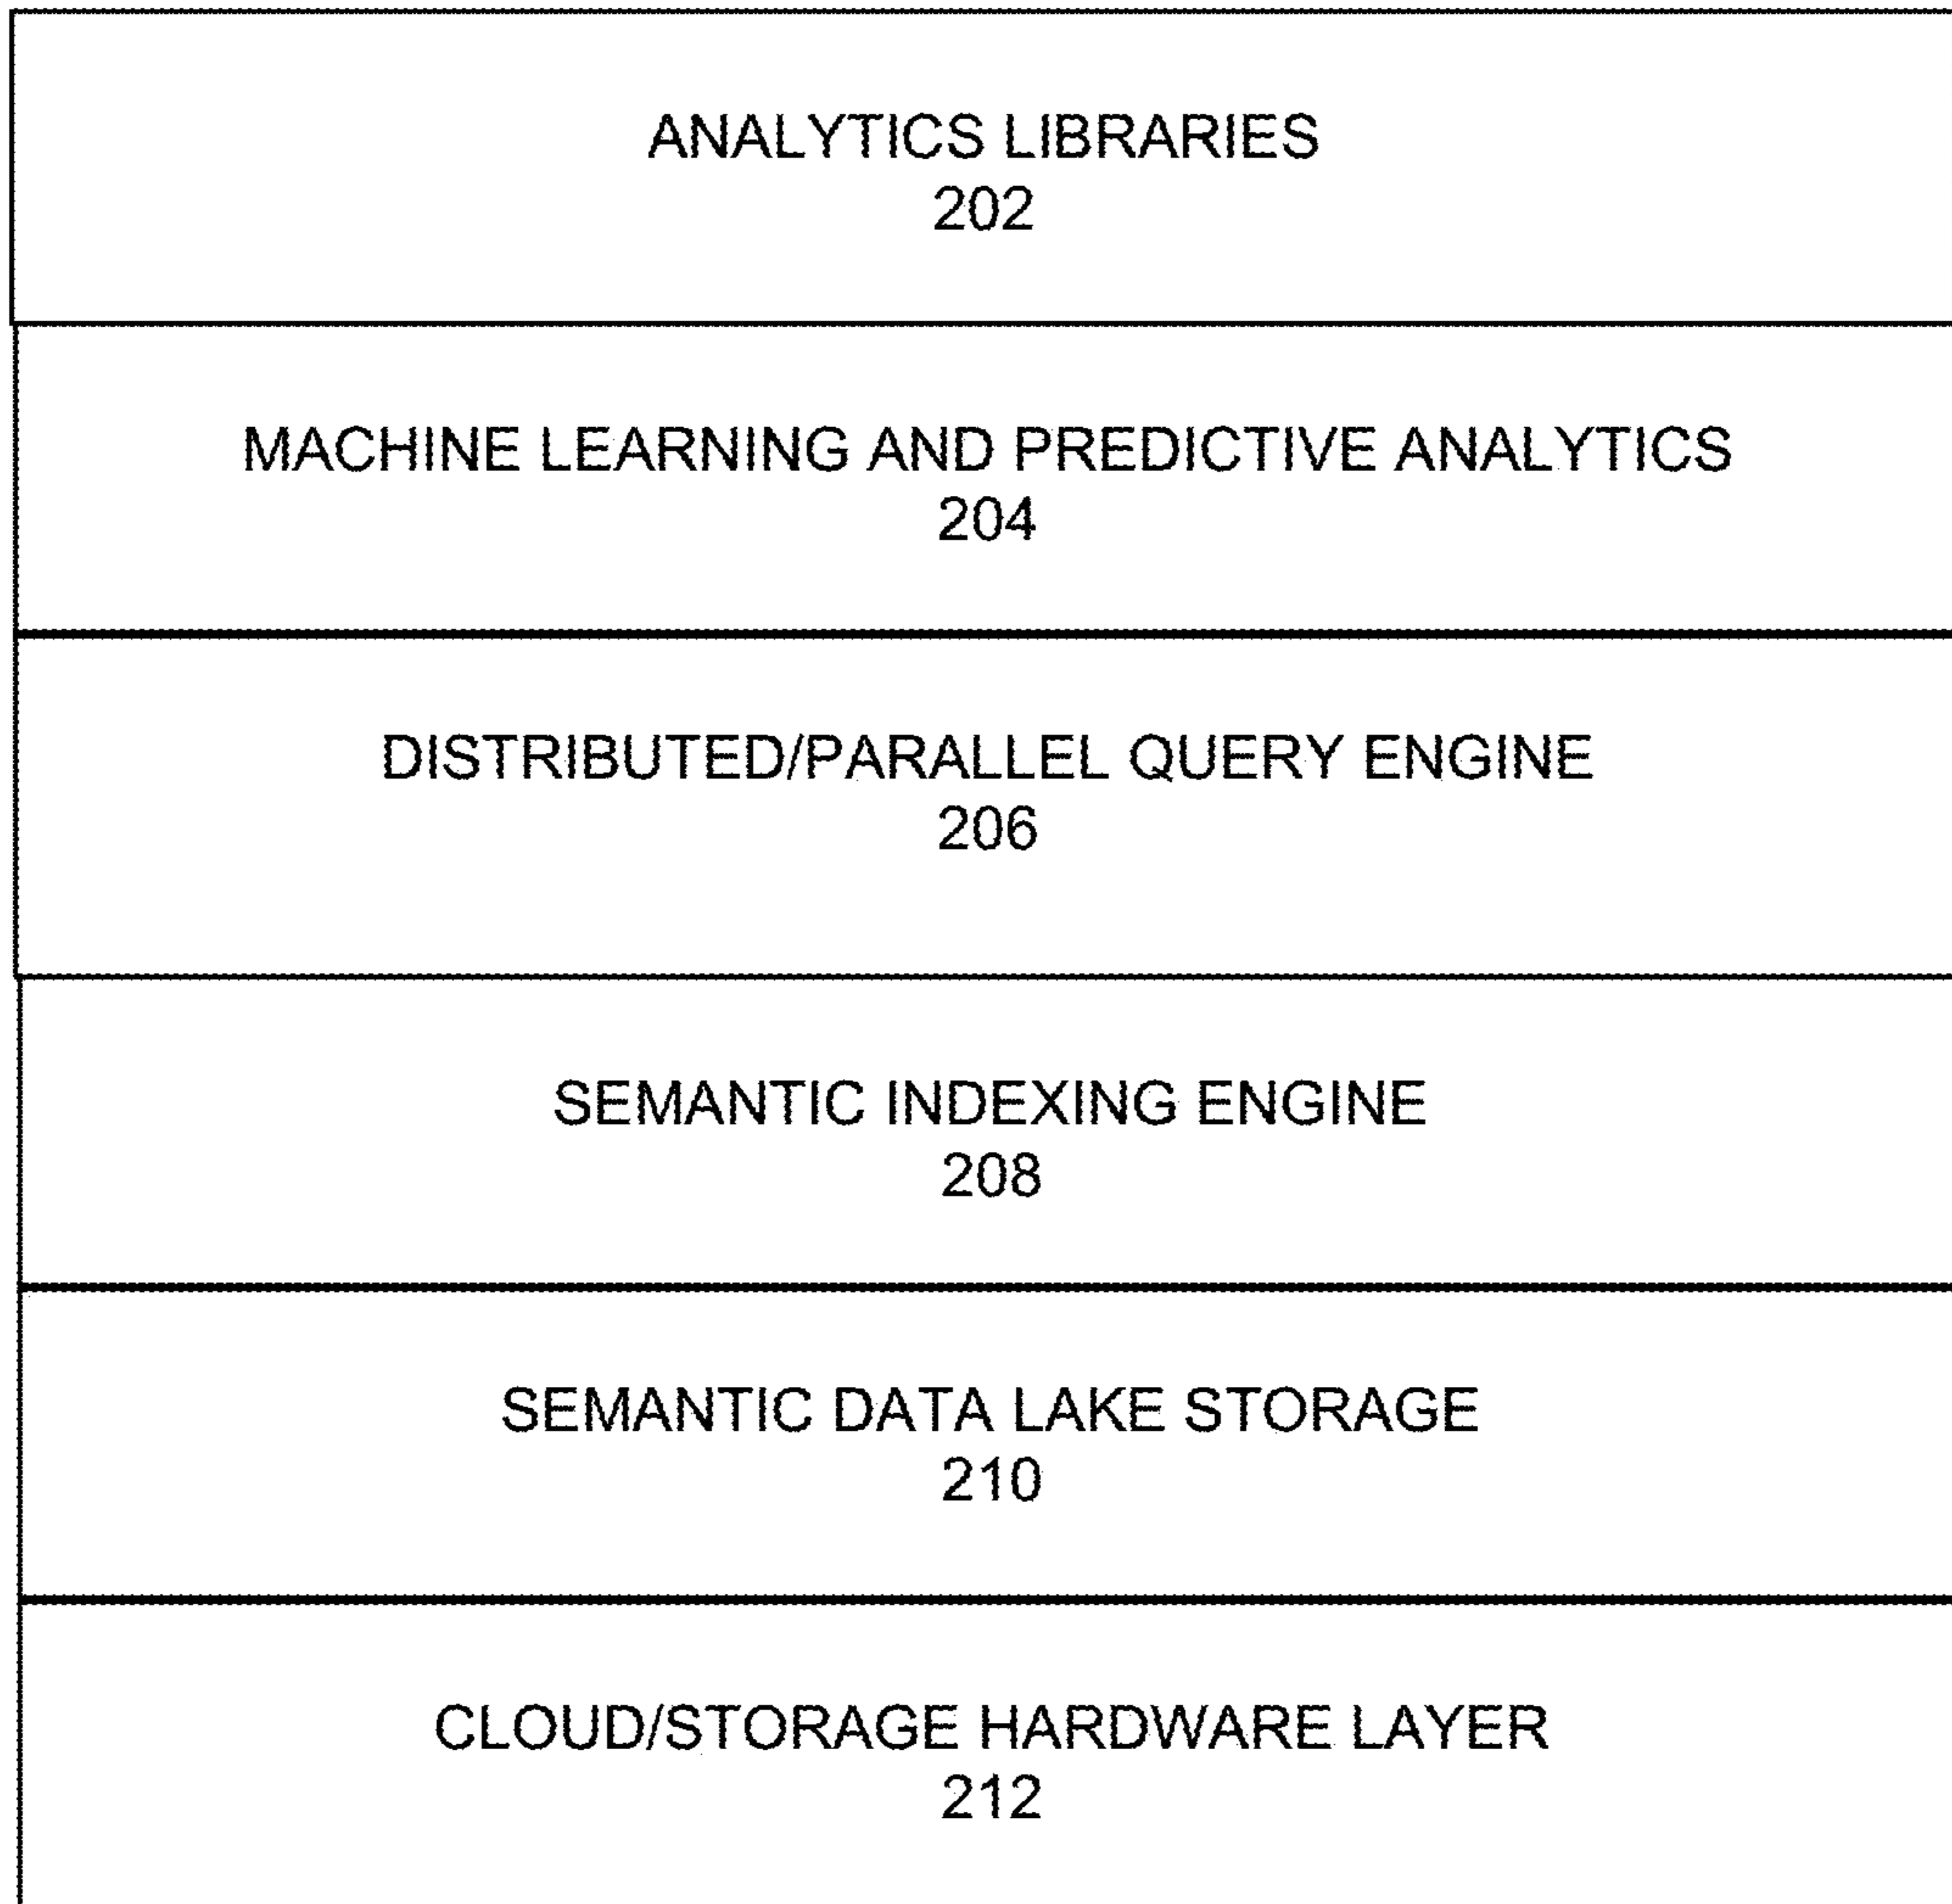 ANALYTICS LIBRARIES
202
MACHINE LEARNING AND PREDICTIVE ANALYTICS
204
DISTRIBUTED/PARALLEL QUERY ENGINE
206
SEMANTIC INDEXING ENGINE
208
SEMANTIC DATA LAKE STORAGE
210
CLOUD/STORAGE HARDWARE LAYER
212